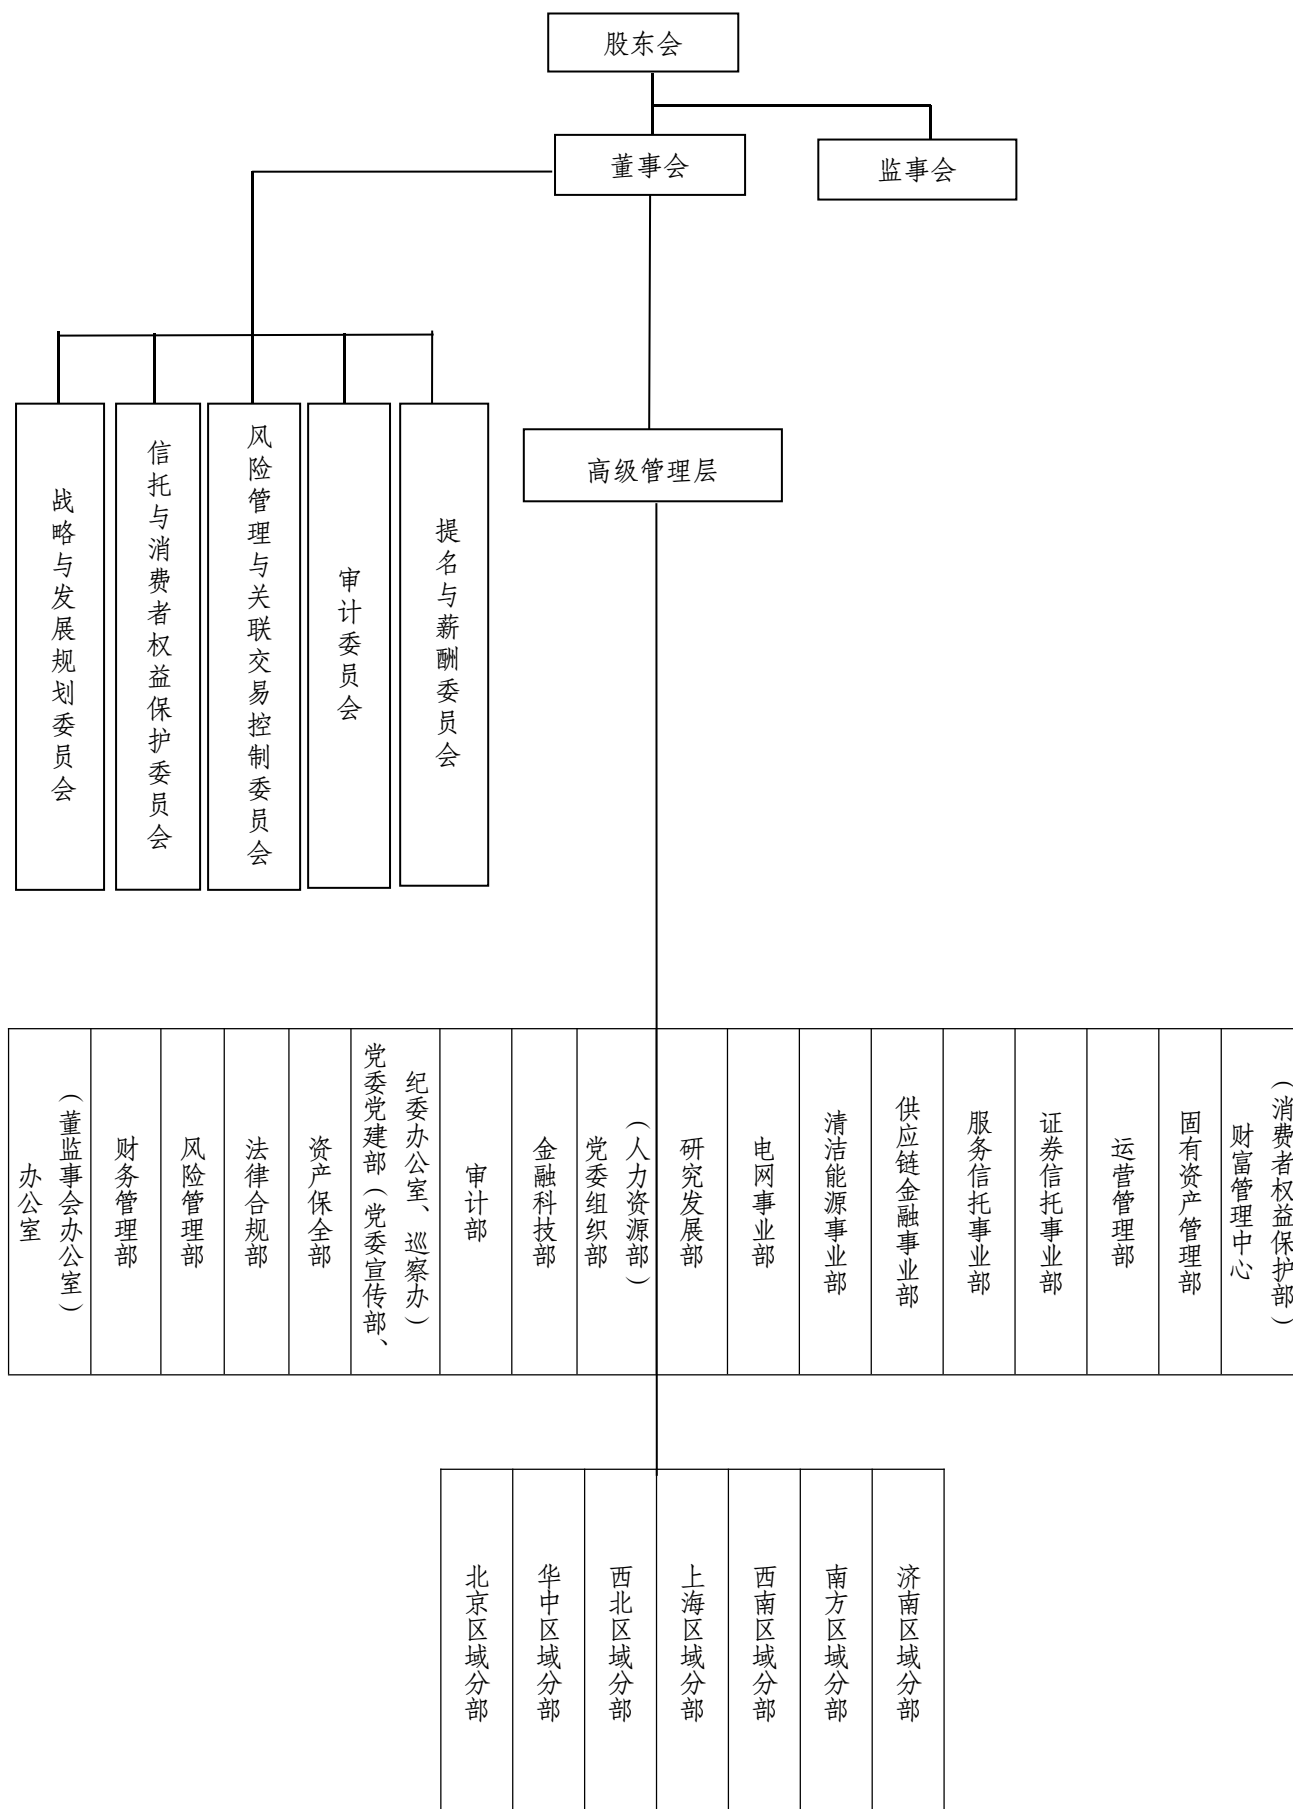 股东会
董事会
监事会
战略与发展规划委员会
信托与消费者权益保护委员会
风险管理与关联交易控制委员会
审计委员会
提名与薪酬委员会
高级管理层
办公室
(董监事会办公室)
财务管理部
风险管理部
法律合规部
资产保全部
党委党建部(党委宣传部、
纪委办公室、巡察办)
审计部
金融科技部
党委组织部
(人力资源部)
研究发展部
电网事业部
清洁能源事业部
供应链金融事业部
服务信托事业部
证券信托事业部
运营管理部
固有资产管理部
财富管理中心
(消费者权益保护部)
北京区域分部
华中区域分部
西北区域分部
上海区域分部
西南区域分部
南方区域分部
济南区域分部